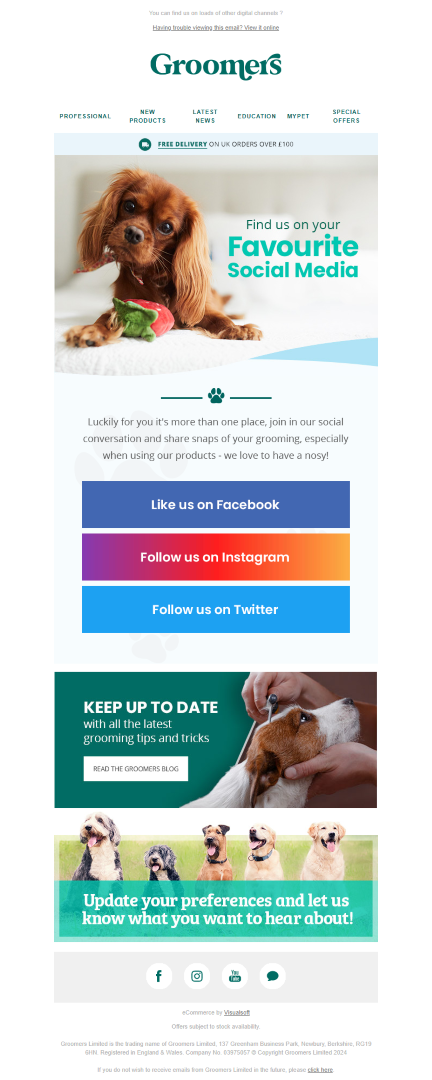 You can find us on loads of other digital channels ?
Having trouble viewing this email? View it online
Groomers
PROFESSIONAL
NEW
PRODUCTS
LATEST
NEWS
EDUCATION
MYPET
SPECIAL
OFFERS
FREE DELIVERY ON UK ORDERS OVER £100
Find us on your
Favourite
Social Media
Luckily for you it's more than one place, join in our social
conversation and share snaps of your grooming, especially
when using our products - we love to have a nosy!
Like us on Facebook
Follow us on Instagram
Follow us on Twitter
KEEP UP TO DATE
with all the latest
grooming tips and tricks
READ THE GROOMERS BLOG
Update your preferences and let us
know what you want to hear about!
You
Tube
eCommerce by Visualsoft
Offers subject to stock availability.
Groomers Limited is the trading name of Groomers Limited, 137 Greenham Business Park, Newbury, Berkshire, RG19
6HN. Registered in England & Wales. Company No. 03975057 © Copyright Groomers Limited 2024
If you do not wish to receive emails from Groomers Limited in the future, please click here.